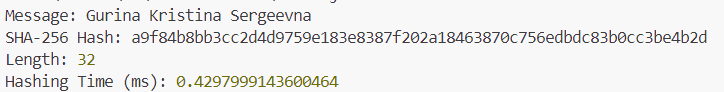 Message: Gurina Kristina Sergeevna
SHA-256 Hash: a9f84b8bb3cc2d4d9759e183e8387f202a18463870c756edbdc83b0cc3be4b2d
Length: 32
Hashing Time (ms): 0.4297999143600464